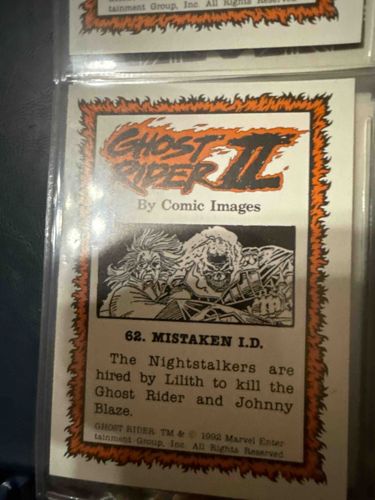 tainment Group, Inc. All Rights Reserved
GHOST
RIDER II
By Comic Images
62. MISTAKEN I.D.
The Nightstalkers are
hired by Lilith to kill the
Ghost Rider and Johnny
Blaze.
GHOST RIDER TM & © 1992 Marvel Enter
tainment Group, Inc. All Rights Reserved